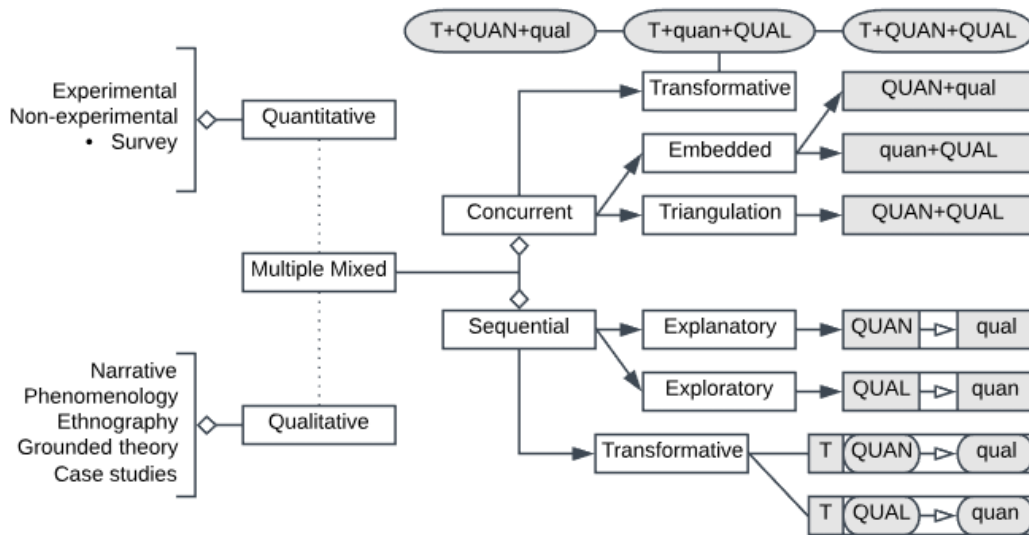 T+QUAN+qual
T+quan+QUAL
T+QUAN+QUAL
Experimental
Non-experimental
• Survey
Quantitative
Transformative
QUAN+qual
Embedded
quan+QUAL
Concurrent
Triangulation
QUAN+QUAL
Multiple Mixed
Sequential
Explanatory
QUAN
qual
Exploratory
QUAL
quan
Narrative
Phenomenology
Ethnography
Grounded theory
Case studies
Qualitative
Transformative
T
QUAN
qual
T
QUAL
quan